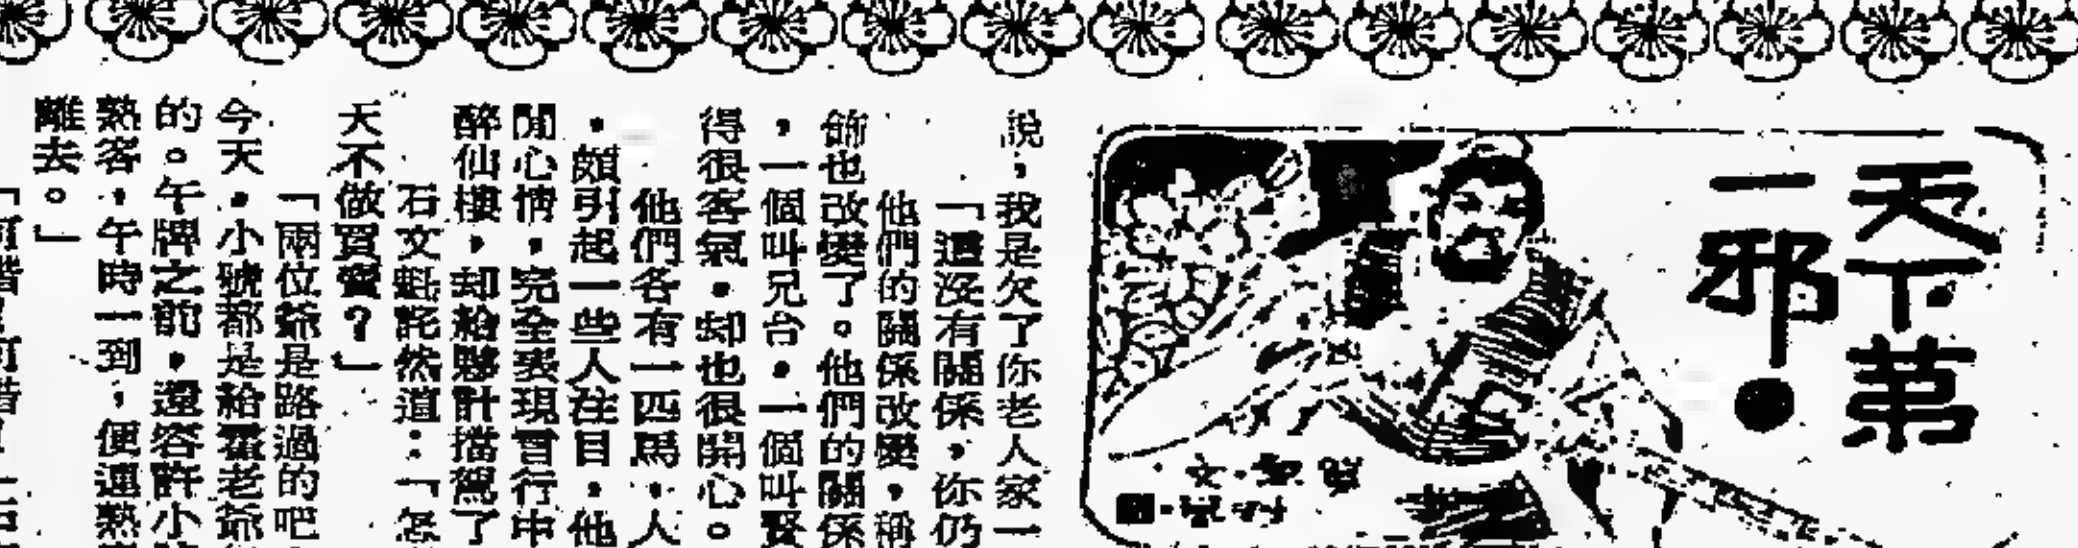 天下第
一邪
說，我是欠了你老人家一
「這沒有關係，你仍
他們的關係改變，稱
飾也改變了。他們的關係
，一個叫兄台，一個叫賢
得很客氣，却也很開心。
他們各有一匹馬，人
，頗引起一些人注目，他
閒心情，完全表現冒行中
醉仙樓，却給夥計擋駕了
石文魁詫然道：「怎
天不做買賣？」
「兩位爺是路過的吧
今天，小號都是給霍老爺
的。午牌之前，還容許小
熟客，午時一到，便連熟
離去。」